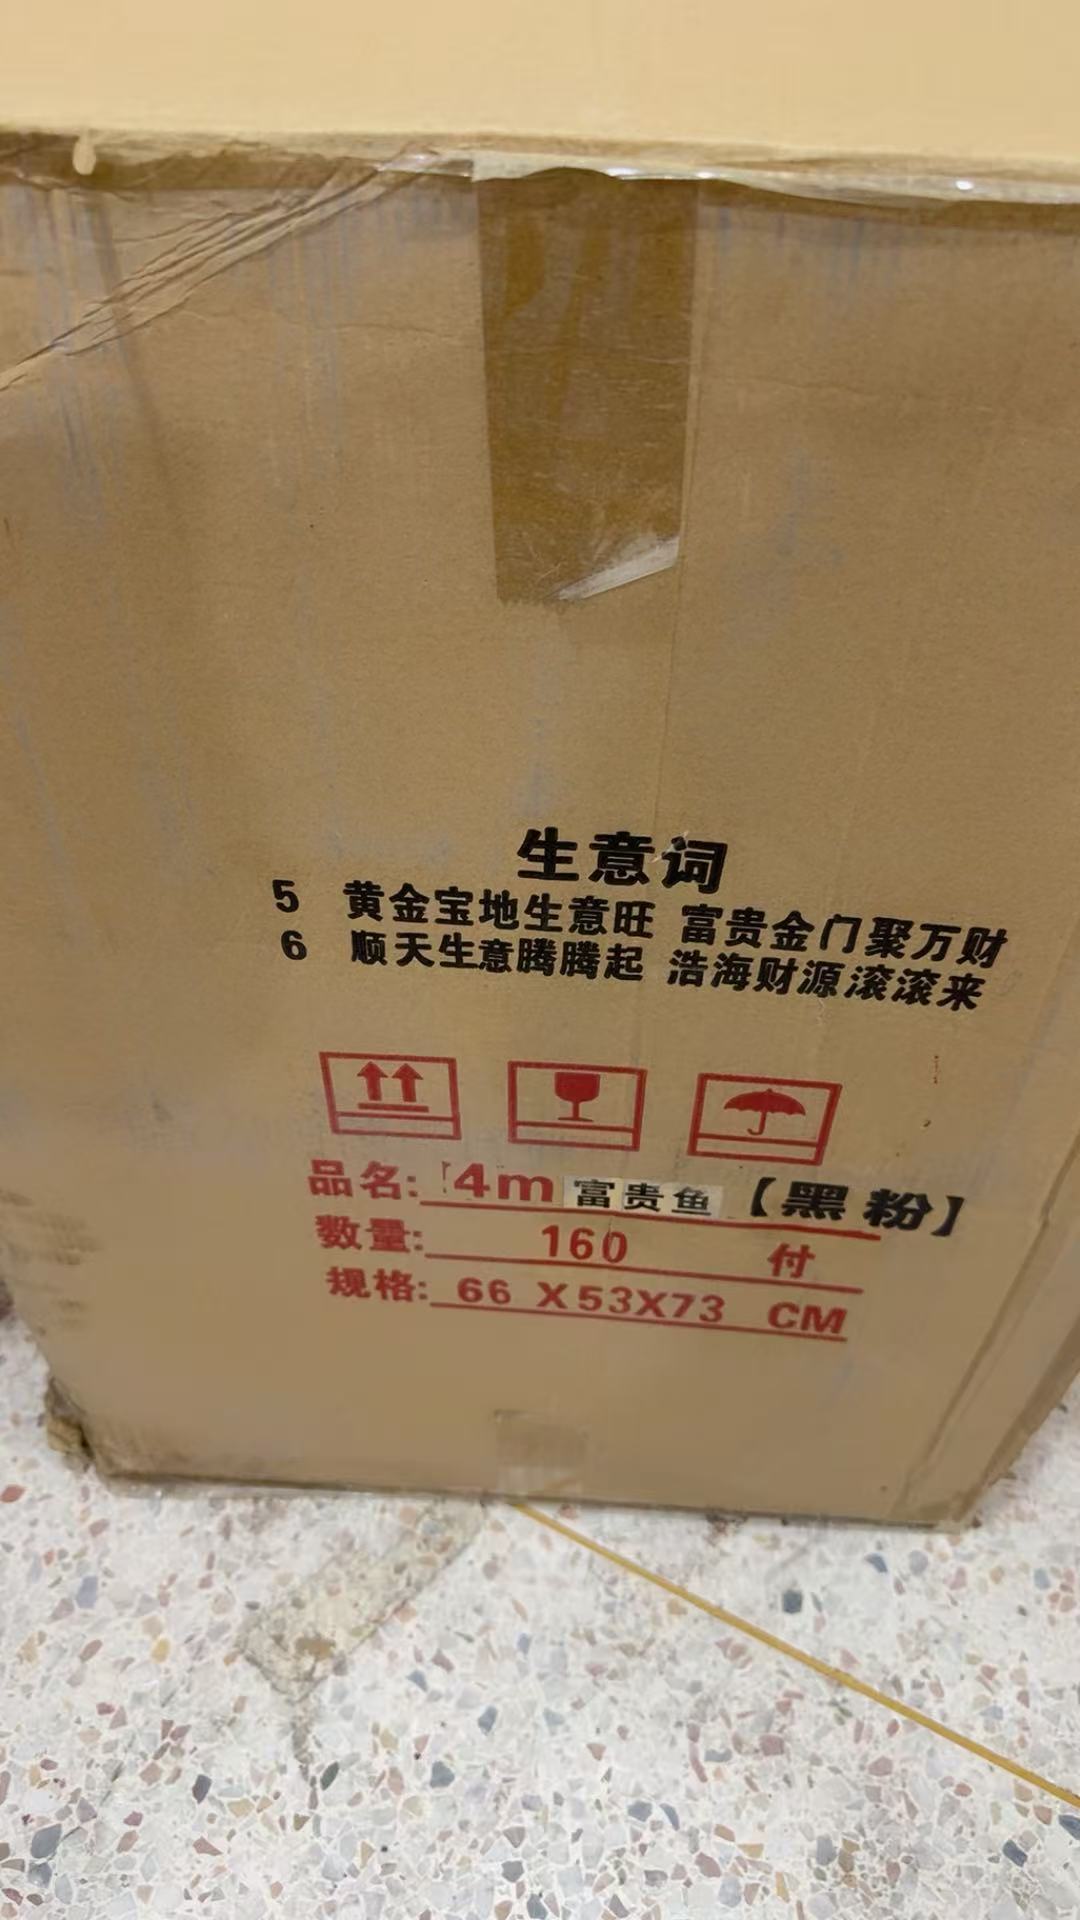 生意词
5 黄金宝地生意旺 富贵金门聚万财
6 顺天生意腾腾起 浩海财源滚滚来
品名: 4m 富贵鱼【黑粉】
数量: 160 付
规格: 66 X53X73 CM